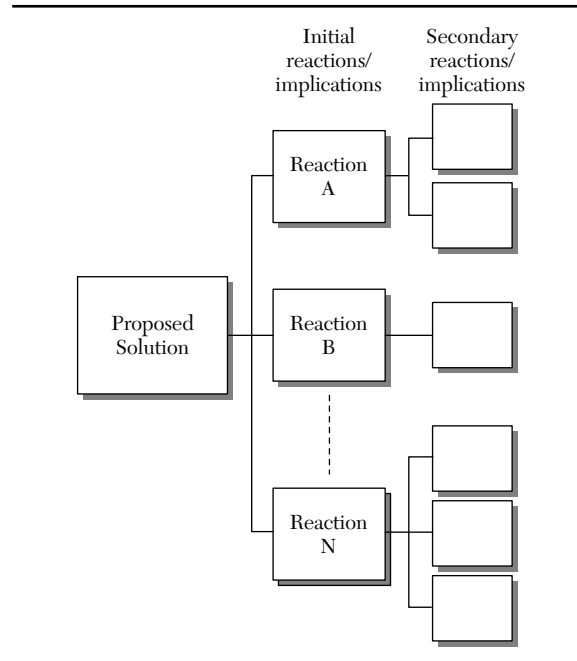 Initial
reactions/
implications
Secondary
reactions/
implications
Reaction
A
Proposed
Solution
Reaction
B
Reaction
N